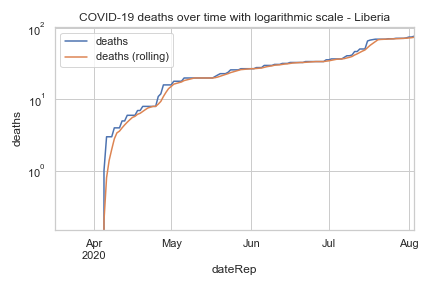 COVID-19 deaths over time with logarithmic scale - Liberia
deaths
deaths (rolling)
10²
10¹
10⁰
deaths
Apr
2020
May
Jun
Jul
Aug
dateRep